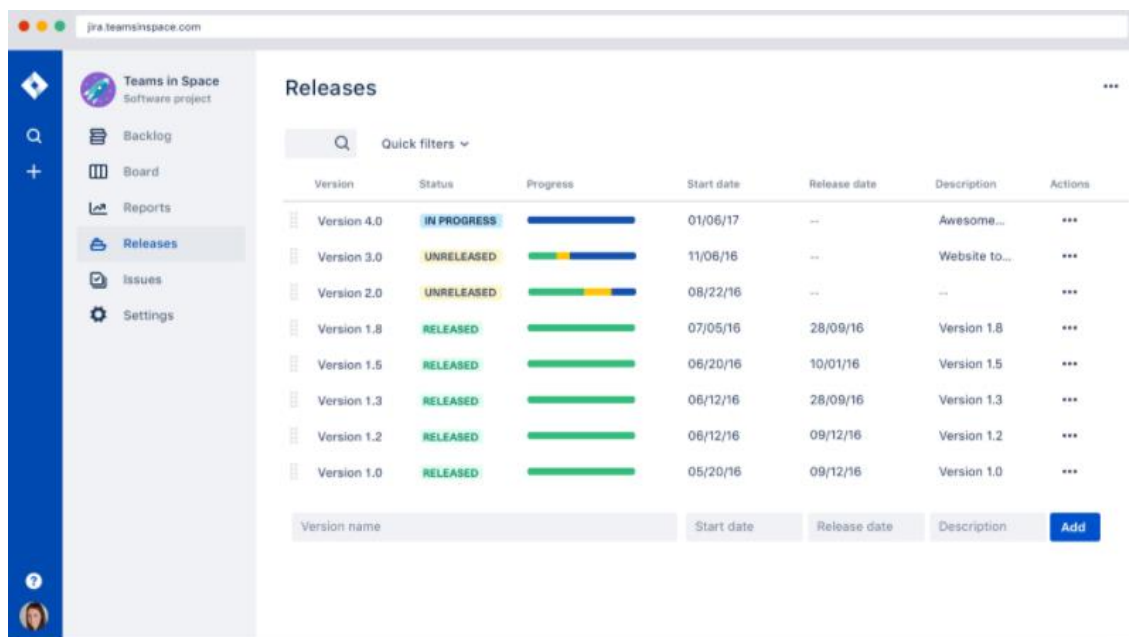 jira.teamsinspace.com
Teams in Space
Software project
Backlog
Board
Reports
Releases
Issues
Settings
Releases
Quick filters
Version Status Progress Start date Release date Description Actions
Version 4.0 IN PROGRESS 01/06/17 -- Awesome... •••
Version 3.0 UNRELEASED 11/06/16 -- Website to... •••
Version 2.0 UNRELEASED 08/22/16 -- -- •••
Version 1.8 RELEASED 07/05/16 28/09/16 Version 1.8 •••
Version 1.5 RELEASED 06/20/16 10/01/16 Version 1.5 •••
Version 1.3 RELEASED 06/12/16 28/09/16 Version 1.3 •••
Version 1.2 RELEASED 06/12/16 09/12/16 Version 1.2 •••
Version 1.0 RELEASED 05/20/16 09/12/16 Version 1.0 •••
Version name Start date Release date Description Add